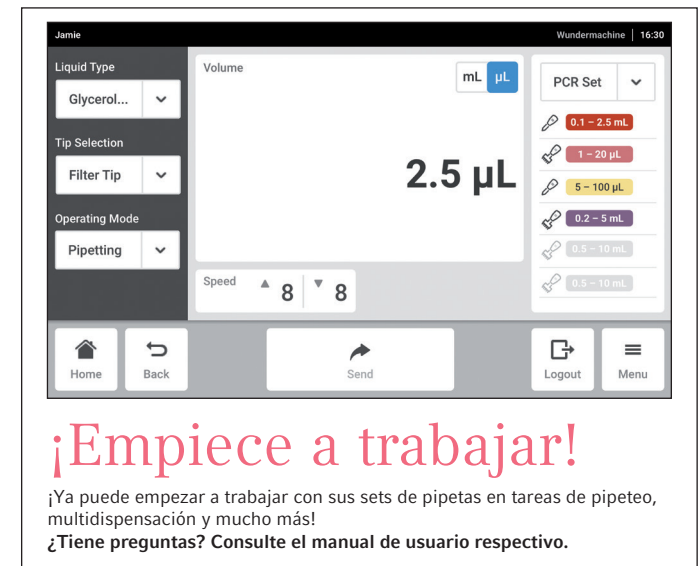 Jamie
Wundermachine | 16:30
Liquid Type
Glycerol...
Tip Selection
Filter Tip
Operating Mode
Pipetting
Volume
mL
µL
2.5 µL
Speed
8
8
PCR Set
0.1 – 2.5 mL
1 – 20 µL
5 – 100 µL
0.2 – 5 mL
0.5 – 10 mL
0.5 – 10 mL
Home
Back
Send
Logout
Menu
¡Empiece a trabajar!
¡Ya puede empezar a trabajar con sus sets de pipetas en tareas de pipeteo,
multidispensación y mucho más!
¿Tiene preguntas? Consulte el manual de usuario respectivo.